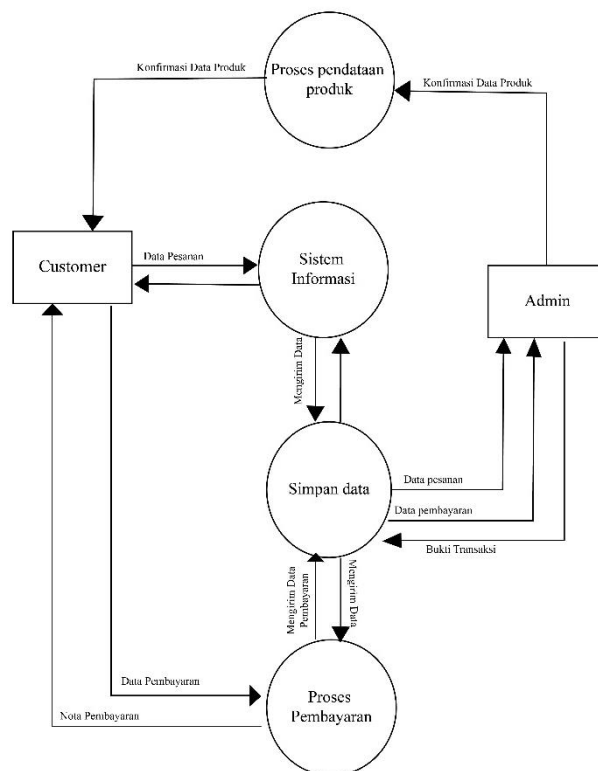 Proses pendataan
produk
Konfirmasi Data Produk
Konfirmasi Data Produk
Customer
Data Pesanan
Sistem
Informasi
Admin
Mengirim Data
Simpan data
Data pesanan
Data pembayaran
Bukti Transaksi
Mengirim Data
Pembayaran
Mengirim Data
Data Pembayaran
Proses
Pembayaran
Nota Pembayaran